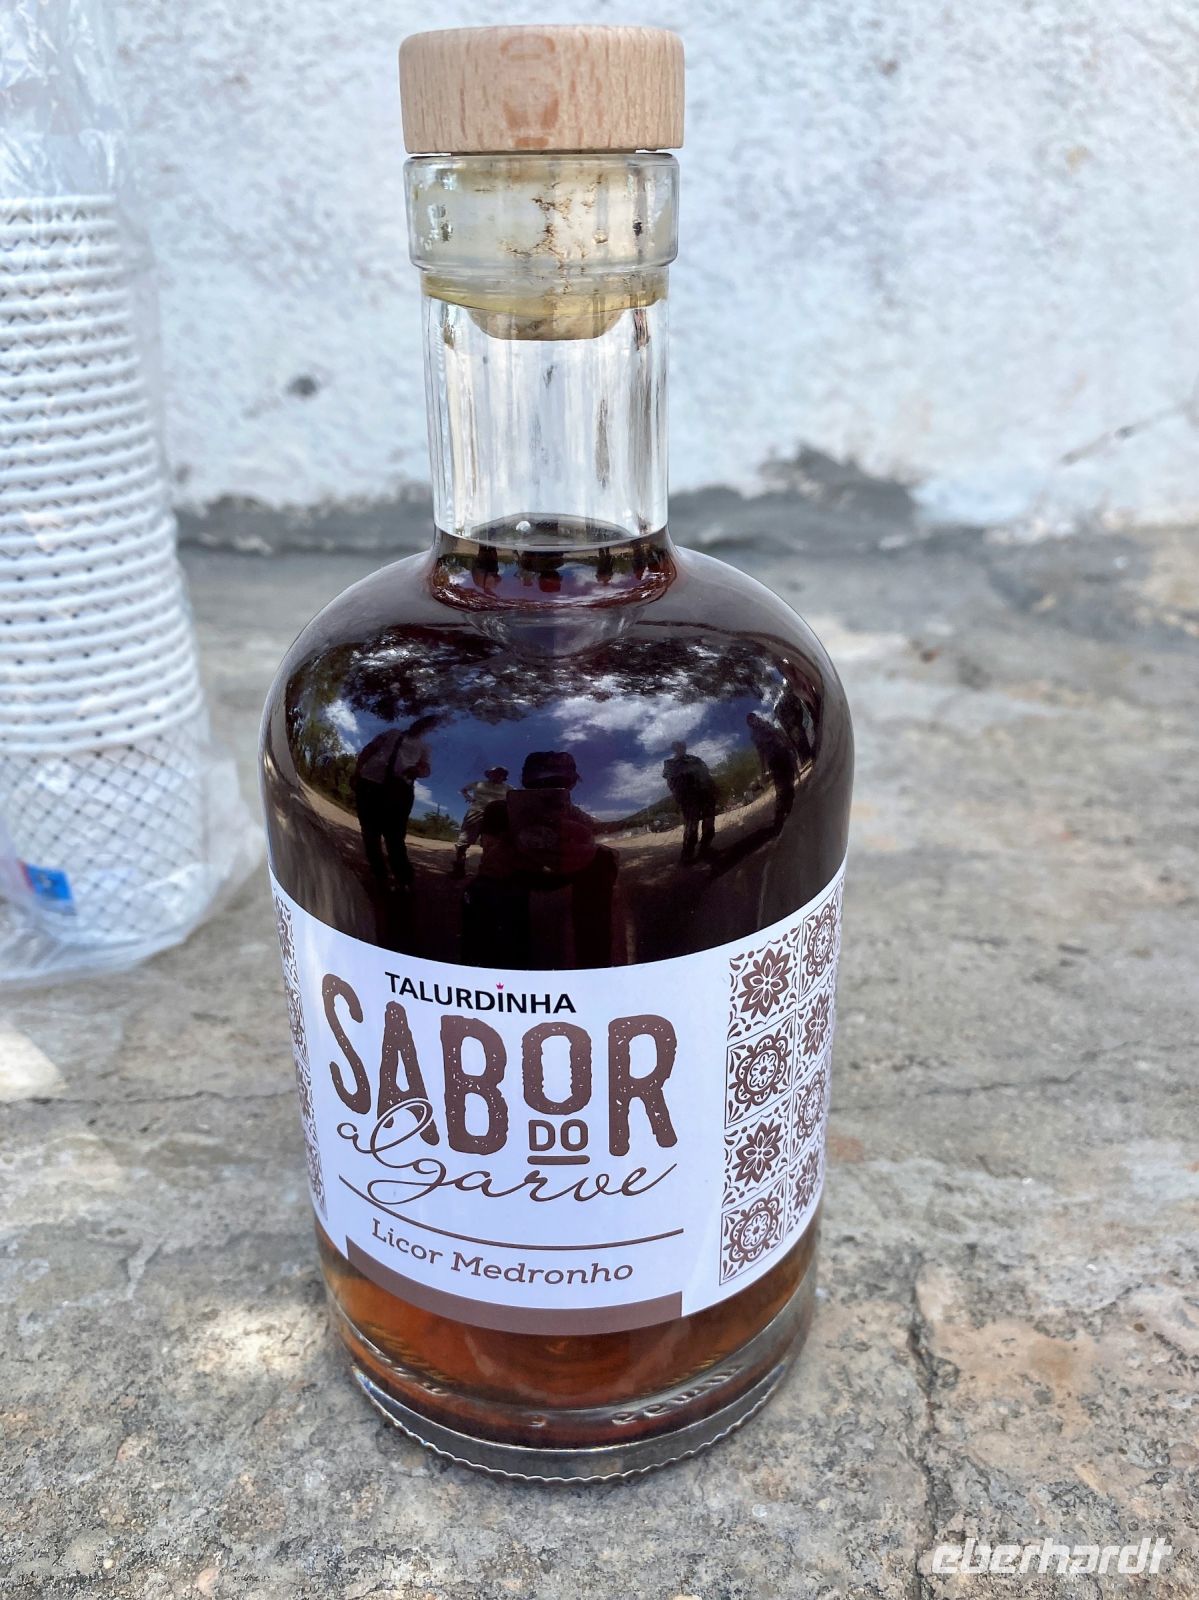 TALURDINHA
SABOR
DO
algarve
Licor Medronho
eberhardt